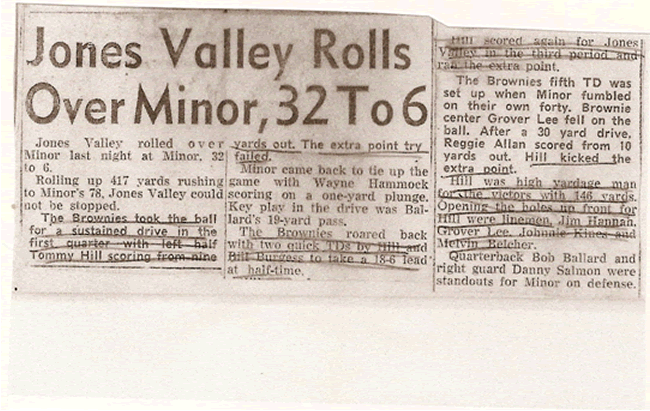 Jones Valley Rolls
Over Minor, 32 To 6
Jones Valley rolled over
Minor last night at Minor, 32
to 6.
Rolling up 417 yards rushing
to Minor's 78, Jones Valley could
not be stopped.
The Brownies took the ball
for a sustained drive in the
first quarter with left half
Tommy Hill scoring from nine
yards out. The extra point try
failed.
Minor came back to tie up the
game with Wayne Hammock
scoring on a one-yard plunge.
Key play in the drive was Bal-
lard's 19-yard pass.
The Brownies roared back
with two quick TDs by Hill and
Bill Burgess to take a 18-6 lead
at half-time.
Hill scored again for Jones
Valley in the third period and
ran the extra point.
The Brownies fifth TD was
set up when Minor fumbled
on their own forty. Brownie
center Grover Lee fell on the
ball. After a 30 yard drive,
Reggie Allan scored from 10
yards out. Hill kicked the
extra point.
Hill was high yardage man
for the victors with 146 yards.
Opening the holes up front for
Hill were linemen, Jim Hannan,
Grover Lee, Johnnie Kines and
Melvin Belcher.
Quarterback Bob Ballard and
right guard Danny Salmon were
standouts for Minor on defense.